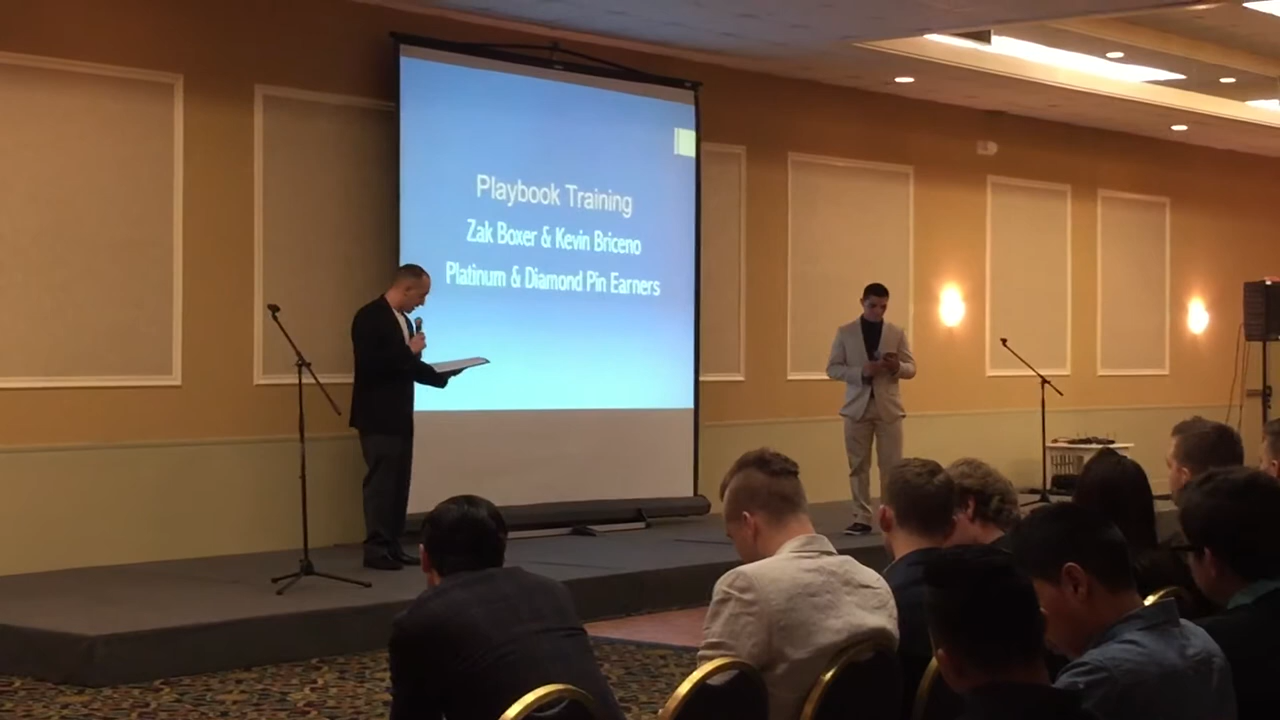 Playbook Training
Zak Boxer & Kevin Briceno
Platinum & Diamond Pin Earners